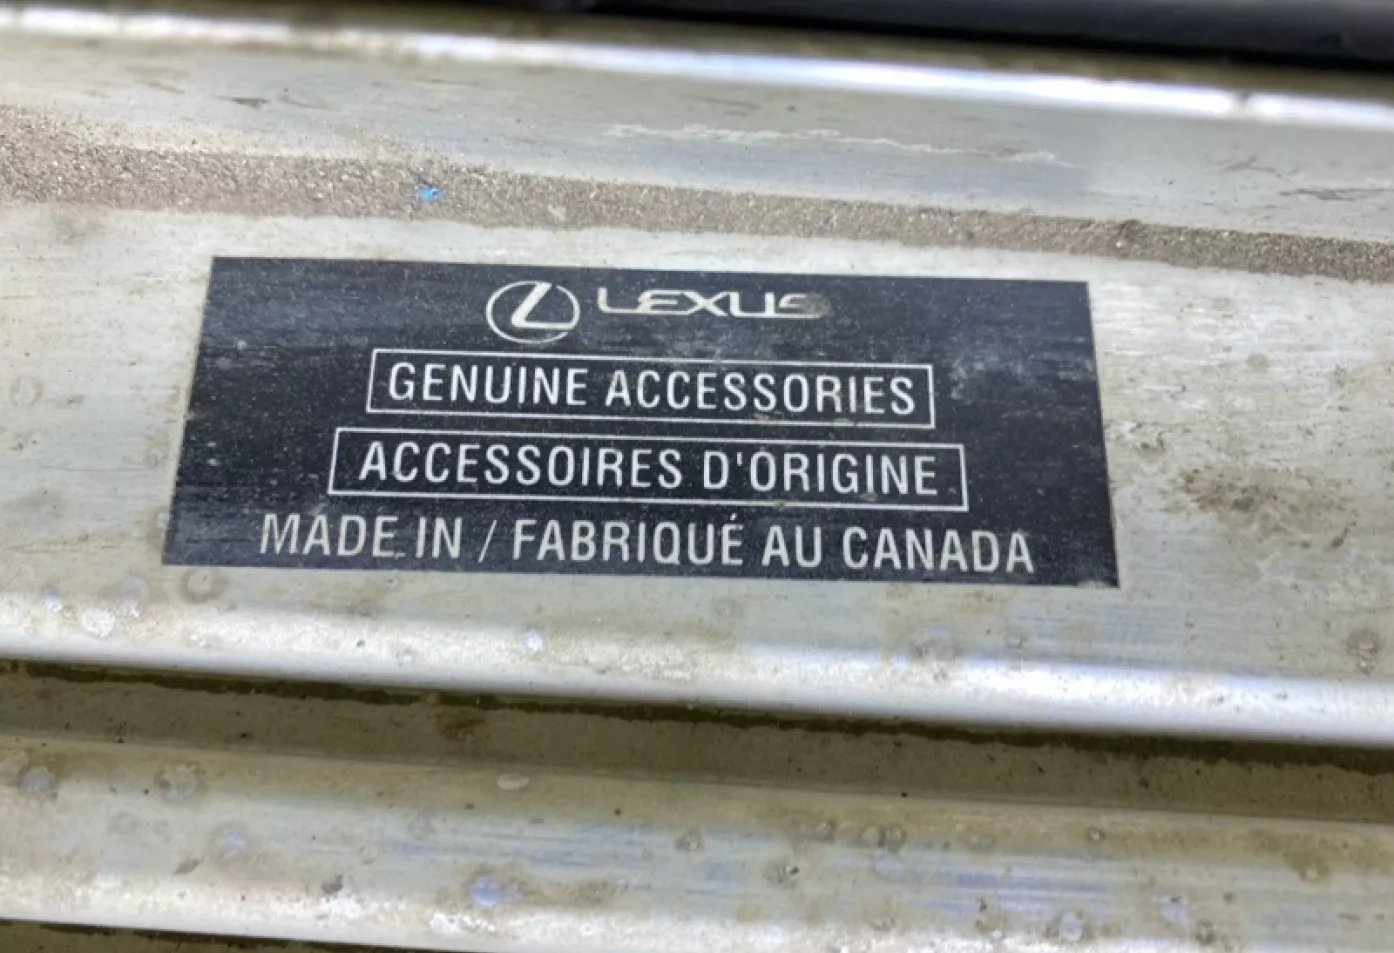 LEXUS
GENUINE ACCESSORIES
ACCESSOIRES D'ORIGINE
MADE IN / FABRIQUÉ AU CANADA